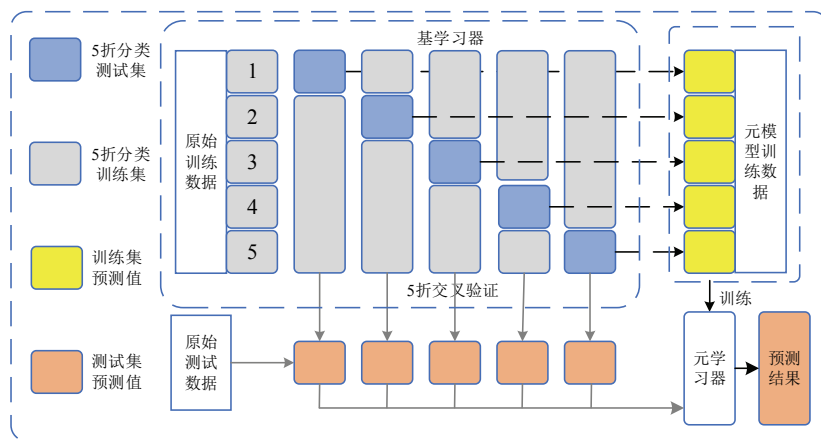 5折分类
测试集
5折分类
训练集
训练集
预测值
测试集
预测值
基学习器
原始
训练
数据
1
2
3
4
5
5折交叉验证
元模
型训
练数
据
训练
原始
测试
数据
元学
习器
预测
结果